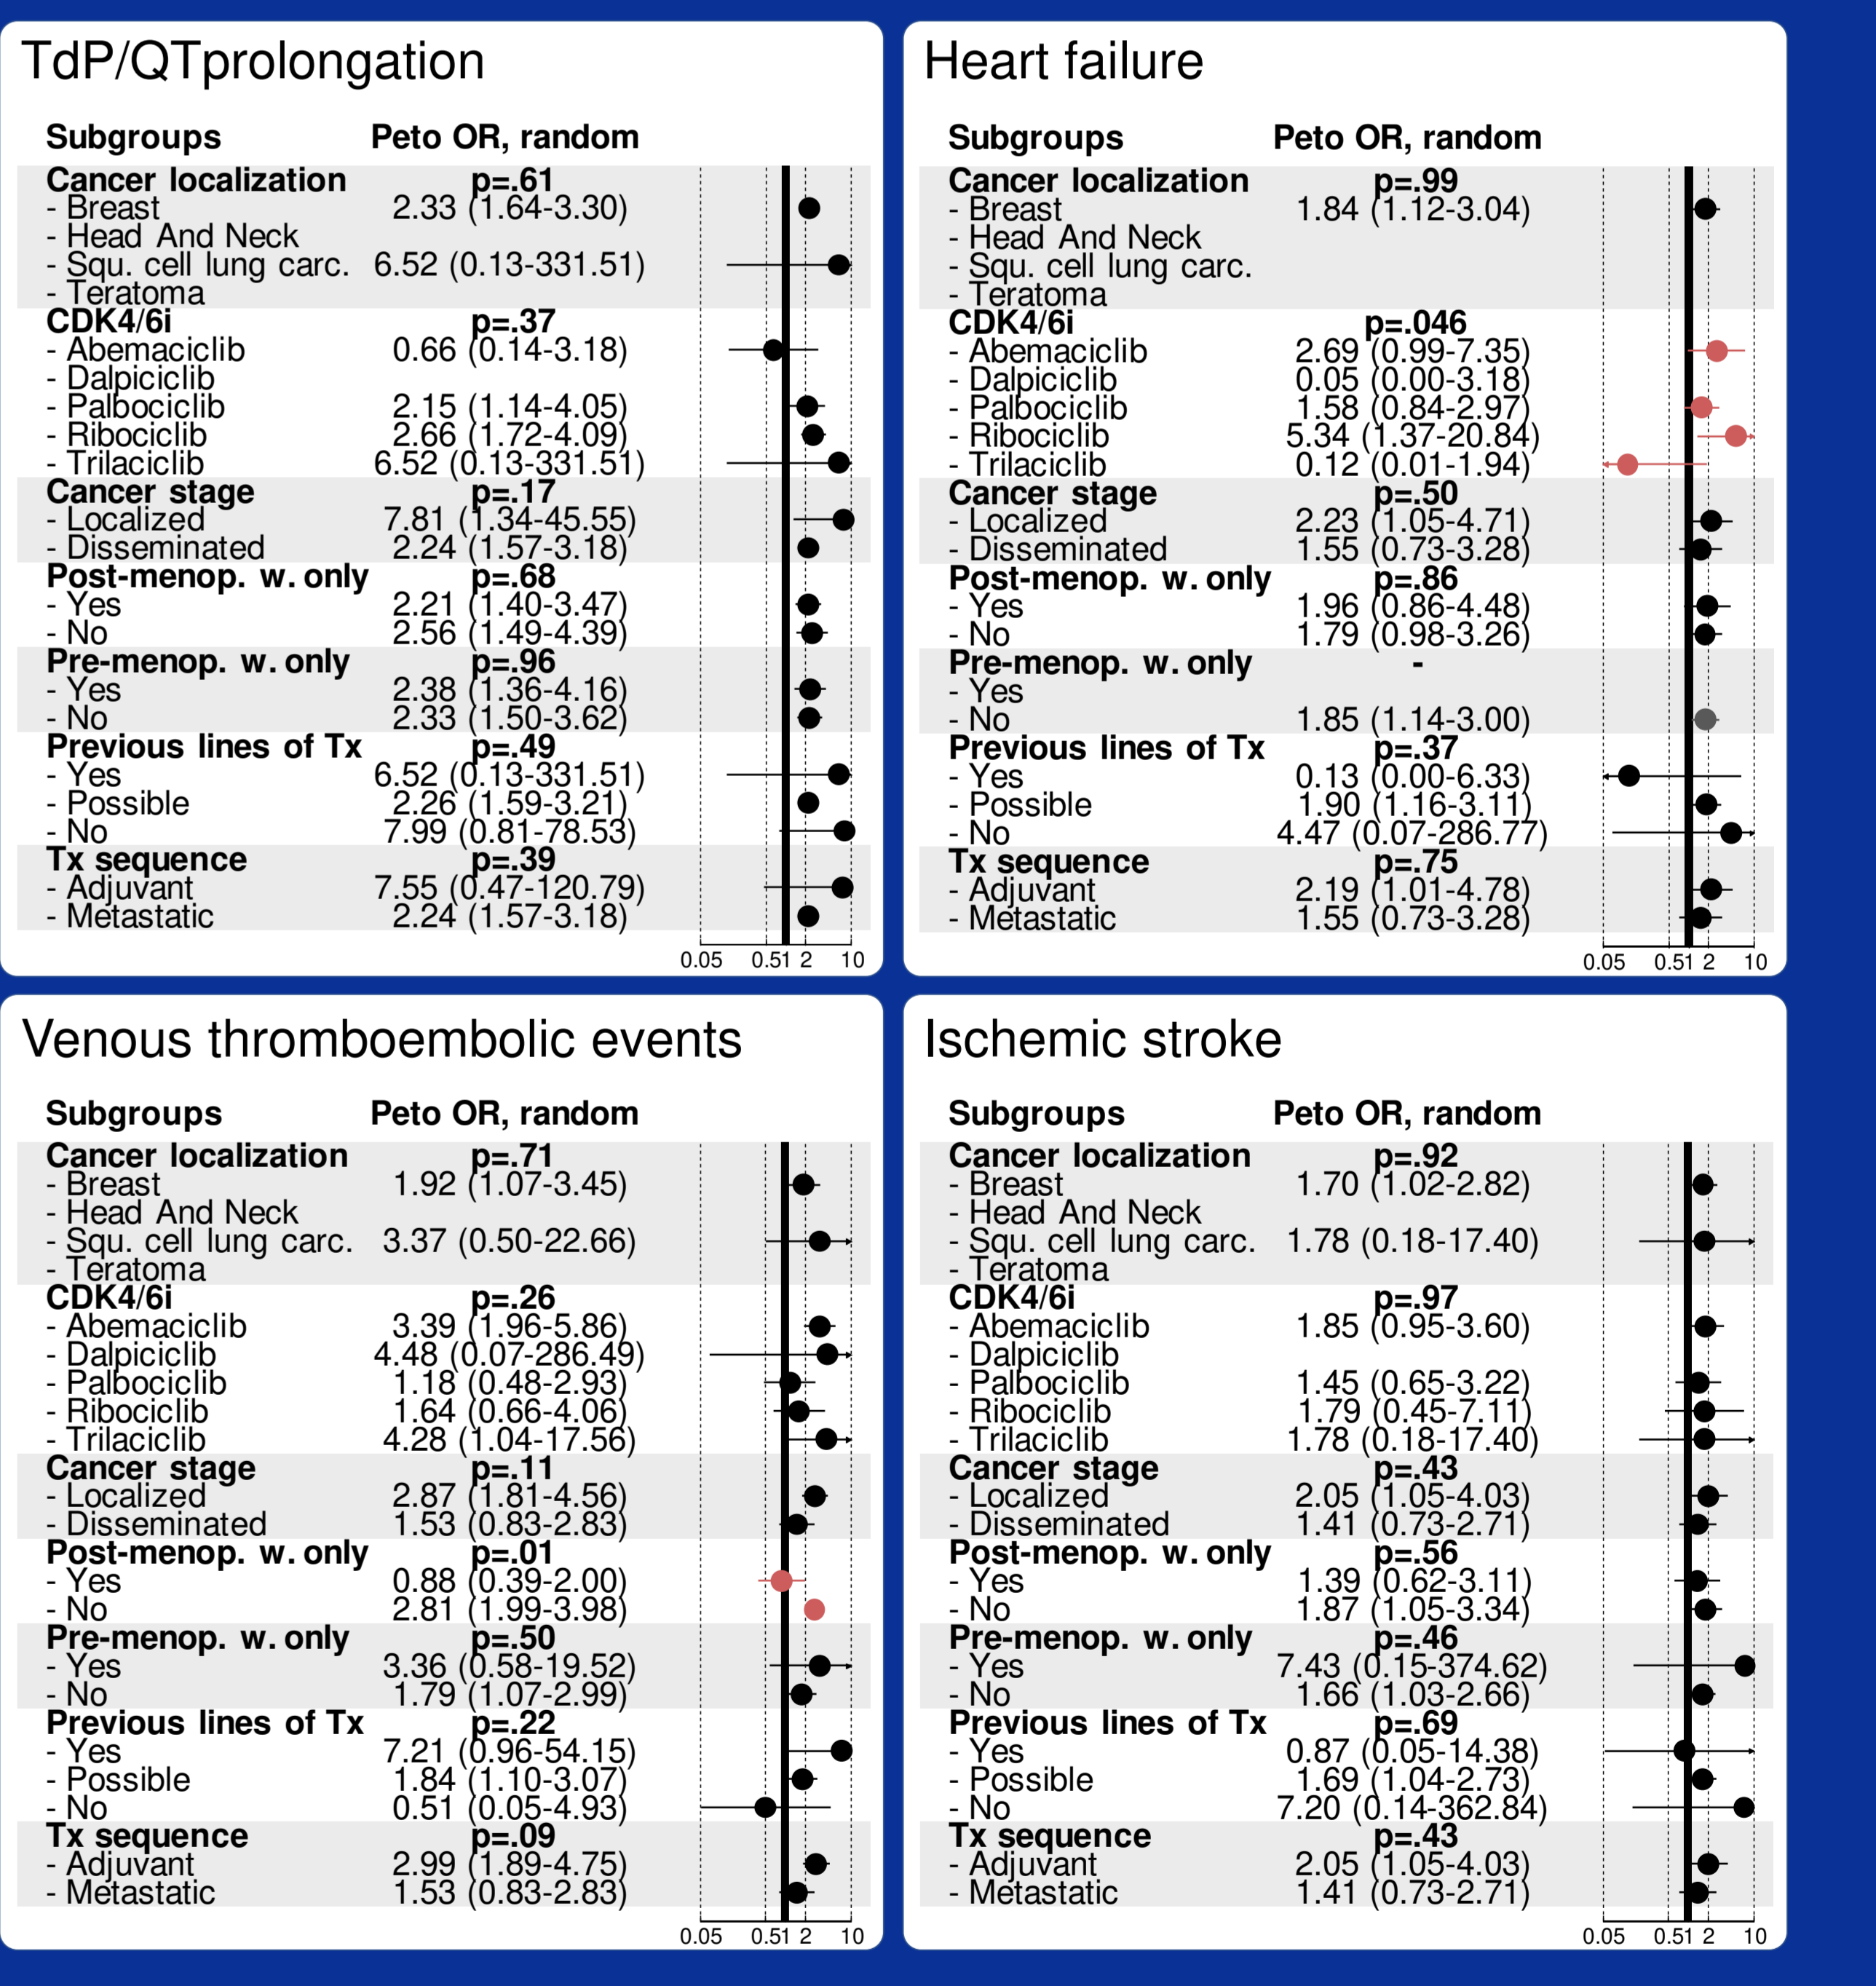 TdP/QTprolongation
Subgroups Peto OR, random
Cancer localization p=.61
- Breast 2.33 (1.64-3.30)
- Head And Neck
- Squ. cell lung carc. 6.52 (0.13-331.51)
- Teratoma
CDK4/6i p=.37
- Abemaciclib 0.66 (0.14-3.18)
- Dalpiciclib
- Palbociclib 2.15 (1.14-4.05)
- Ribociclib 2.66 (1.72-4.09)
- Trilaciclib 6.52 (0.13-331.51)
Cancer stage p=.17
- Localized 7.81 (1.34-45.55)
- Disseminated 2.24 (1.57-3.18)
Post-menop. w. only p=.68
- Yes 2.21 (1.40-3.47)
- No 2.56 (1.49-4.39)
Pre-menop. w. only p=.96
- Yes 2.38 (1.36-4.16)
- No 2.33 (1.50-3.62)
Previous lines of Tx p=.49
- Yes 6.52 (0.13-331.51)
- Possible 2.26 (1.59-3.21)
- No 7.99 (0.81-78.53)
Tx sequence p=.39
- Adjuvant 7.55 (0.47-120.79)
- Metastatic 2.24 (1.57-3.18)
0.05 0.51 2 10
Heart failure
Subgroups Peto OR, random
Cancer localization p=.99
- Breast 1.84 (1.12-3.04)
- Head And Neck
- Squ. cell lung carc.
- Teratoma
CDK4/6i p=.046
- Abemaciclib 2.69 (0.99-7.35)
- Dalpiciclib 0.05 (0.00-3.18)
- Palbociclib 1.58 (0.84-2.97)
- Ribociclib 5.34 (1.37-20.84)
- Trilaciclib 0.12 (0.01-1.94)
Cancer stage p=.50
- Localized 2.23 (1.05-4.71)
- Disseminated 1.55 (0.73-3.28)
Post-menop. w. only p=.86
- Yes 1.96 (0.86-4.48)
- No 1.79 (0.98-3.26)
Pre-menop. w. only -
- Yes
- No 1.85 (1.14-3.00)
Previous lines of Tx p=.37
- Yes 0.13 (0.00-6.33)
- Possible 1.90 (1.16-3.11)
- No 4.47 (0.07-286.77)
Tx sequence p=.75
- Adjuvant 2.19 (1.01-4.78)
- Metastatic 1.55 (0.73-3.28)
0.05 0.51 2 10
Venous thromboembolic events
Subgroups Peto OR, random
Cancer localization p=.71
- Breast 1.92 (1.07-3.45)
- Head And Neck
- Squ. cell lung carc. 3.37 (0.50-22.66)
- Teratoma
CDK4/6i p=.26
- Abemaciclib 3.39 (1.96-5.86)
- Dalpiciclib 4.48 (0.07-286.49)
- Palbociclib 1.18 (0.48-2.93)
- Ribociclib 1.64 (0.66-4.06)
- Trilaciclib 4.28 (1.04-17.56)
Cancer stage p=.11
- Localized 2.87 (1.81-4.56)
- Disseminated 1.53 (0.83-2.83)
Post-menop. w. only p=.01
- Yes 0.88 (0.39-2.00)
- No 2.81 (1.99-3.98)
Pre-menop. w. only p=.50
- Yes 3.36 (0.58-19.52)
- No 1.79 (1.07-2.99)
Previous lines of Tx p=.22
- Yes 7.21 (0.96-54.15)
- Possible 1.84 (1.10-3.07)
- No 0.51 (0.05-4.93)
Tx sequence p=.09
- Adjuvant 2.99 (1.89-4.75)
- Metastatic 1.53 (0.83-2.83)
0.05 0.51 2 10
Ischemic stroke
Subgroups Peto OR, random
Cancer localization p=.92
- Breast 1.70 (1.02-2.82)
- Head And Neck
- Squ. cell lung carc. 1.78 (0.18-17.40)
- Teratoma
CDK4/6i p=.97
- Abemaciclib 1.85 (0.95-3.60)
- Dalpiciclib
- Palbociclib 1.45 (0.65-3.22)
- Ribociclib 1.79 (0.45-7.11)
- Trilaciclib 1.78 (0.18-17.40)
Cancer stage p=.43
- Localized 2.05 (1.05-4.03)
- Disseminated 1.41 (0.73-2.71)
Post-menop. w. only p=.56
- Yes 1.39 (0.62-3.11)
- No 1.87 (1.05-3.34)
Pre-menop. w. only p=.46
- Yes 7.43 (0.15-374.62)
- No 1.66 (1.03-2.66)
Previous lines of Tx p=.69
- Yes 0.87 (0.05-14.38)
- Possible 1.69 (1.04-2.73)
- No 7.20 (0.14-362.84)
Tx sequence p=.43
- Adjuvant 2.05 (1.05-4.03)
- Metastatic 1.41 (0.73-2.71)
0.05 0.51 2 10